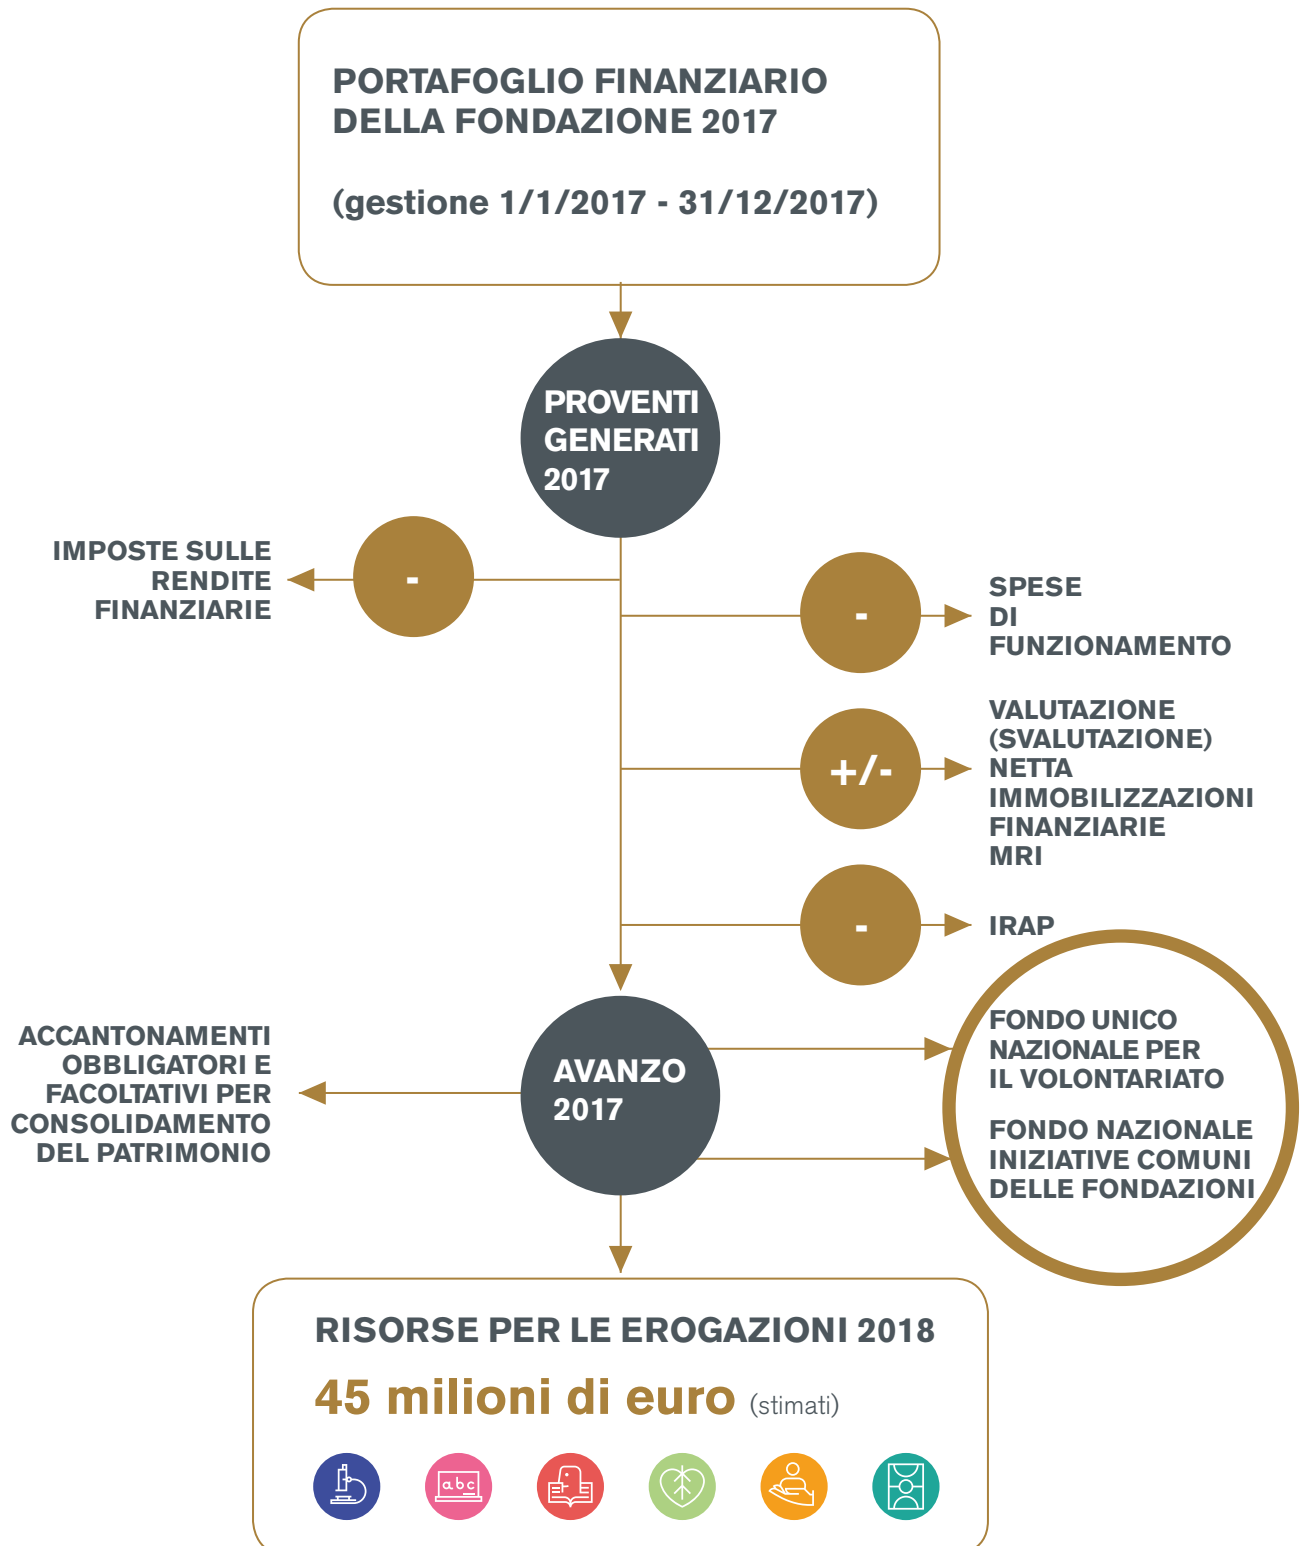 PORTAFOGLIO FINANZIARIO
DELLA FONDAZIONE 2017
(gestione 1/1/2017 - 31/12/2017)
PROVENTI
GENERATI
2017
IMPOSTE SULLE
RENDITE
FINANZIARIE
-
-
SPESE
DI
FUNZIONAMENTO
+/-
VALUTAZIONE
(SVALUTAZIONE)
NETTA
IMMOBILIZZAZIONI
FINANZIARIE
MRI
-
IRAP
ACCANTONAMENTI
OBBLIGATORI E
FACOLTATIVI PER
CONSOLIDAMENTO
DEL PATRIMONIO
AVANZO
2017
FONDO UNICO
NAZIONALE PER
IL VOLONTARIATO
FONDO NAZIONALE
INIZIATIVE COMUNI
DELLE FONDAZIONI
RISORSE PER LE EROGAZIONI 2018
45 milioni di euro (stimati)
abc